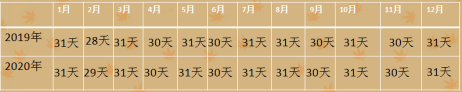 1月 2月 3月 4月 5月 6月 7月 8月 9月 10月 11月 12月
2019年 31天 28天 31天 30天 31天 30天 31天 31天 30天 31天 30天 31天
2020年 31天 29天 31天 30天 31天 30天 31天 31天 30天 31天 30天 31天